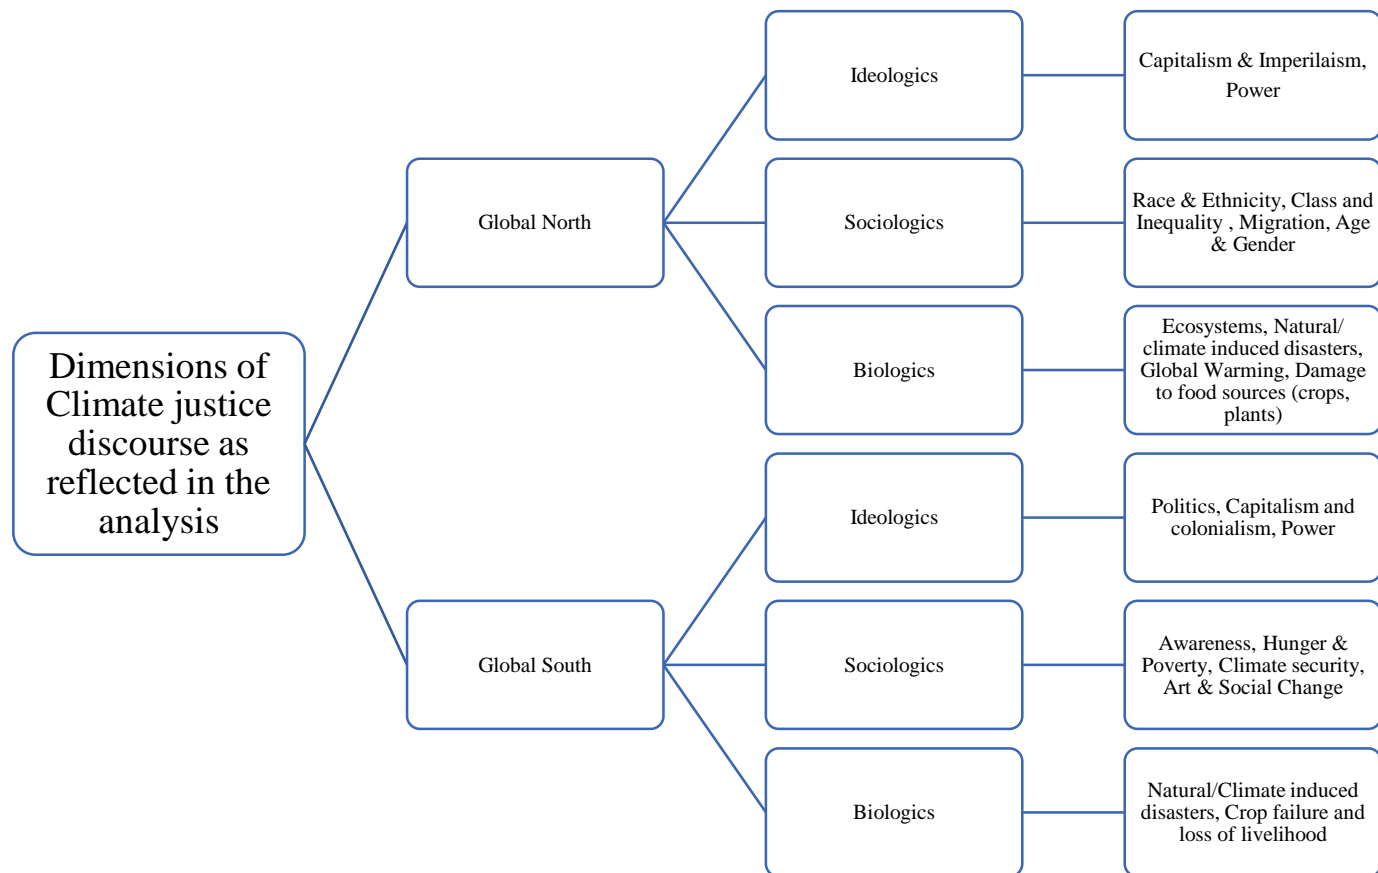 Dimensions of
Climate justice
discourse as
reflected in the
analysis
Global North
Ideologics
Capitalism & Imperilaism,
Power
Sociologics
Race & Ethnicity, Class and
Inequality , Migration, Age
& Gender
Biologics
Ecosystems, Natural/
climate induced disasters,
Global Warming, Damage
to food sources (crops,
plants)
Global South
Ideologics
Politics, Capitalism and
colonialism, Power
Sociologics
Awareness, Hunger &
Poverty, Climate security,
Art & Social Change
Biologics
Natural/Climate induced
disasters, Crop failure and
loss of livelihood